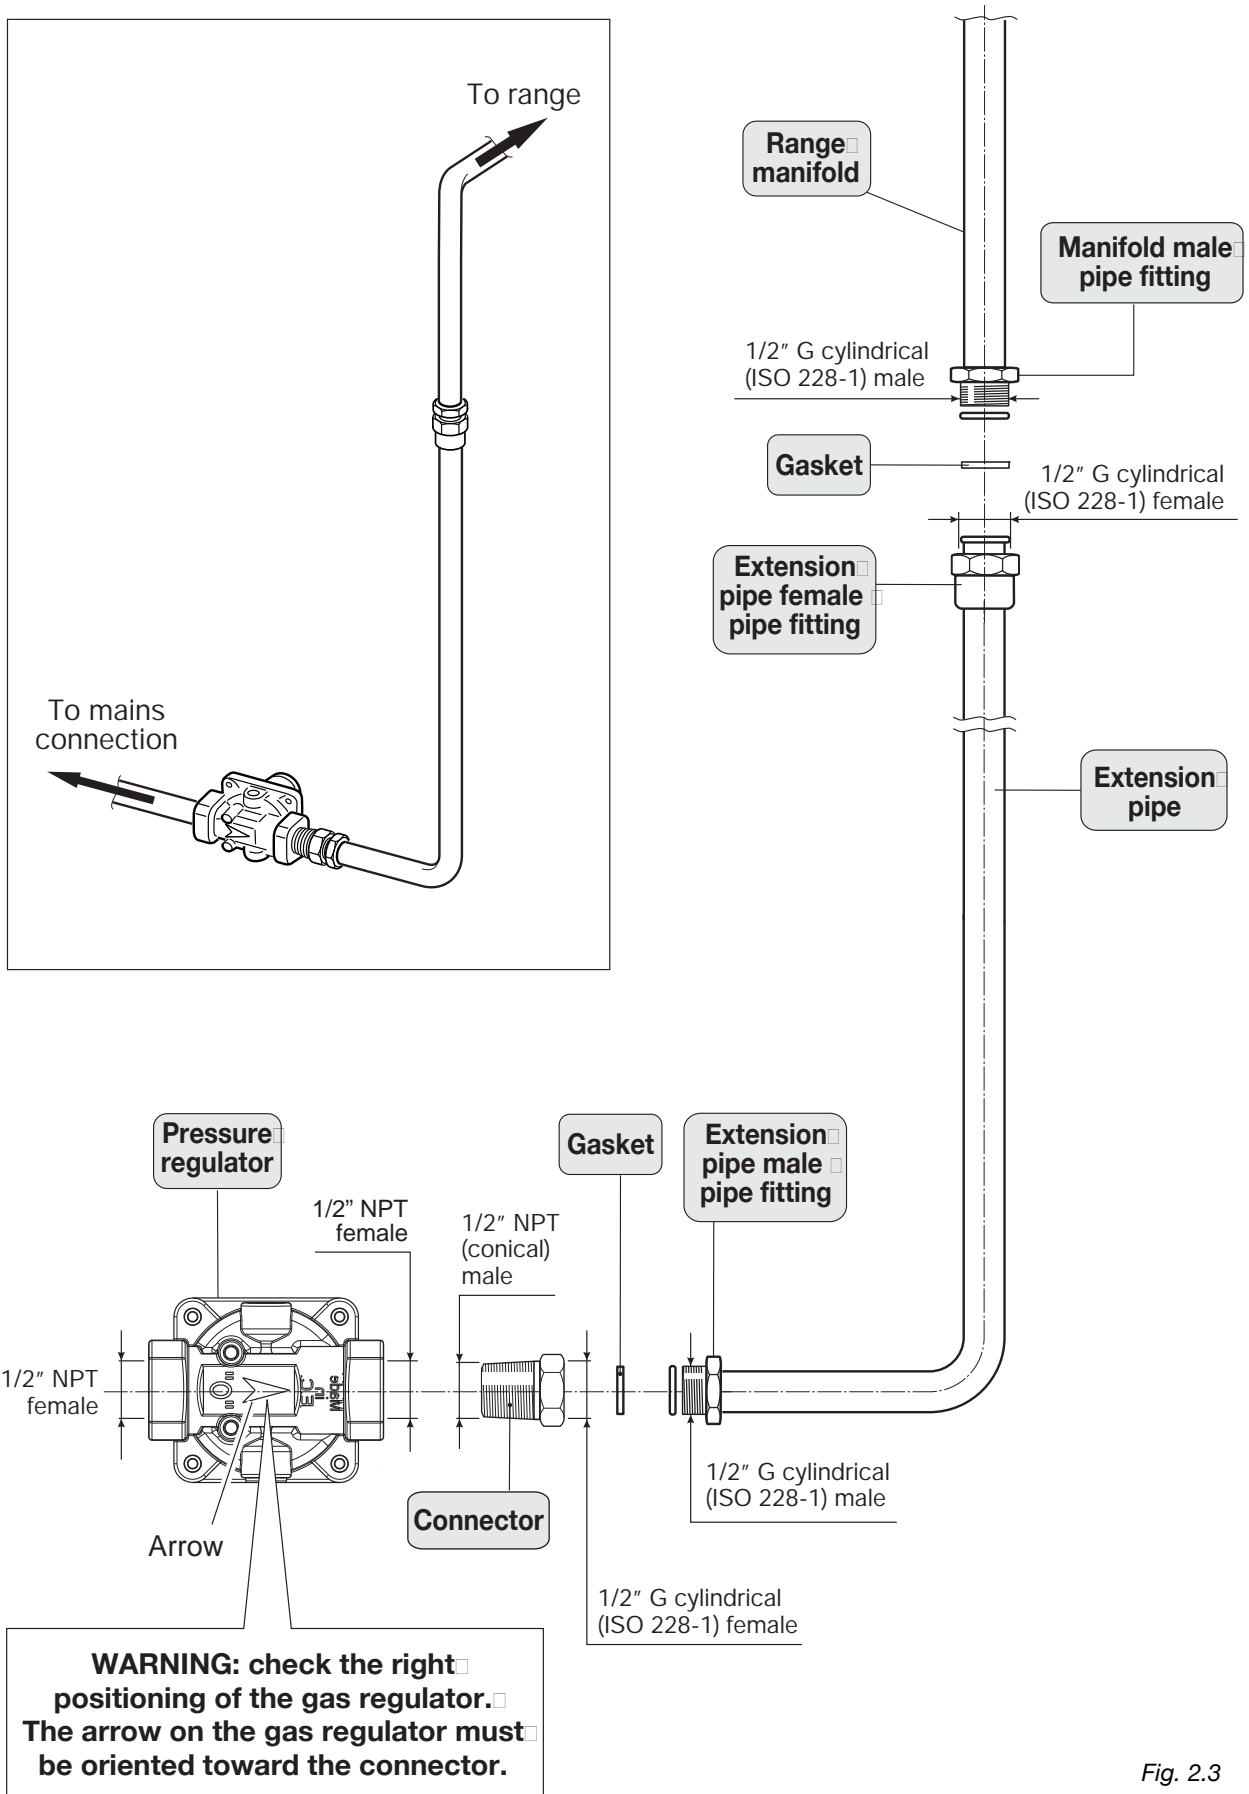 To range
Range
manifold
Manifold male
pipe fitting
1/2″ G cylindrical
(ISO 228-1) male
Gasket
1/2″ G cylindrical
(ISO 228-1) female
Extension
pipe female
pipe fitting
To mains
connection
Extension
pipe
Pressure
regulator
Gasket
Extension
pipe male
pipe fitting
1/2” NPT
female
1/2″ NPT
(conical)
male
1/2″ NPT
female
Made
in
E.C.
1/2″ G cylindrical
(ISO 228-1) male
Connector
Arrow
1/2″ G cylindrical
(ISO 228-1) female
WARNING: check the right
positioning of the gas regulator.
The arrow on the gas regulator must
be oriented toward the connector.
Fig. 2.3